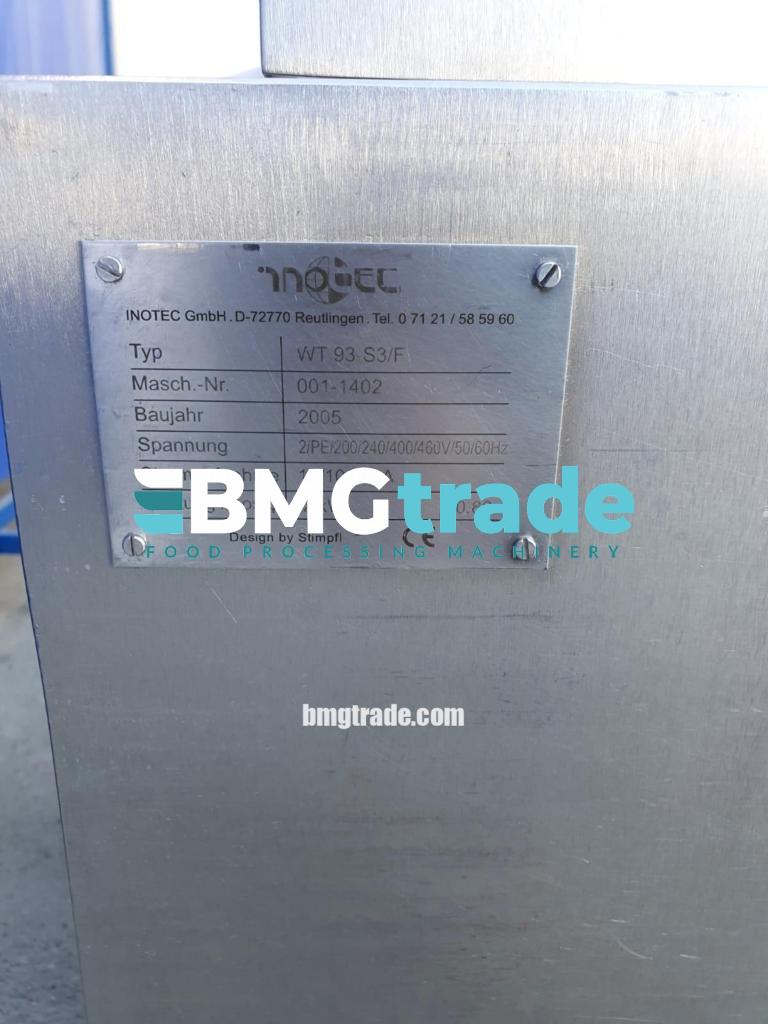 INOTEC
INOTEC GmbH . D-72770 Reutlingen . Tel. 0 71 21 / 58 59 60
Typ WT 93-S3/F
Masch.-Nr. 001-1402
Baujahr 2005
Spannung 2/PE/200/240/400/460V/50/60Hz
BMGtrade
Design by Stimpfl CE
FOOD PROCESSING MACHINERY
bmgtrade.com